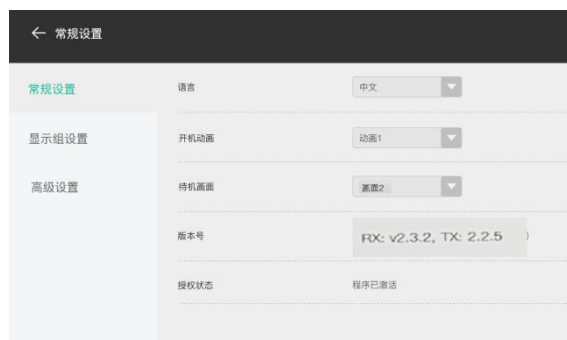 ← 常规设置
常规设置
语言 中文
显示组设置
开机动画 动画1
高级设置
待机画面 画面2
版本号 RX: v2.3.2, TX: 2.2.5 )
授权状态 程序已激活